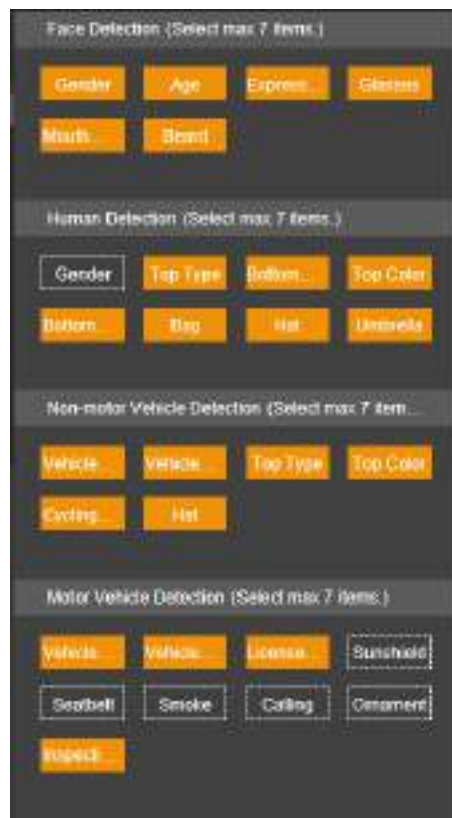 Face Detection (Select max 7 items.)
Gender Age Express... Glasses
Mouth... Beard
Human Detection (Select max 7 items.)
Gender Top Type Bottom... Top Color
Bottom... Bag Hat Umbrella
Non-motor Vehicle Detection (Select max 7 item...
Vehicle... Vehicle... Top Type Top Color
Cycling... Hat
Motor Vehicle Detection (Select max 7 items.)
Vehicle... Vehicle... License... Sunshield
Seatbelt Smoke Calling Ornament
Inspecti...